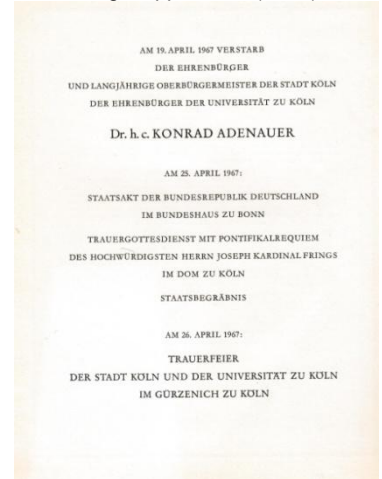 AM 19. APRIL 1967 VERSTARB
DER EHRENBÜRGER
UND LANGJÄHRIGE OBERBÜRGERMEISTER DER STADT KÖLN
DER EHRENBÜRGER DER UNIVERSITÄT ZU KÖLN
Dr. h. c. KONRAD ADENAUER
AM 25. APRIL 1967:
STAATSAKT DER BUNDESREPUBLIK DEUTSCHLAND
IM BUNDESHAUS ZU BONN
TRAUERGOTTESDIENST MIT PONTIFIKALREQUIEM
DES HOCHWÜRDIGSTEN HERRN JOSEPH KARDINAL FRINGS
IM DOM ZU KÖLN
STAATSBEGRÄBNIS
AM 26. APRIL 1967:
TRAUERFEIER
DER STADT KÖLN UND DER UNIVERSITÄT ZU KÖLN
IM GÜRZENICH ZU KÖLN